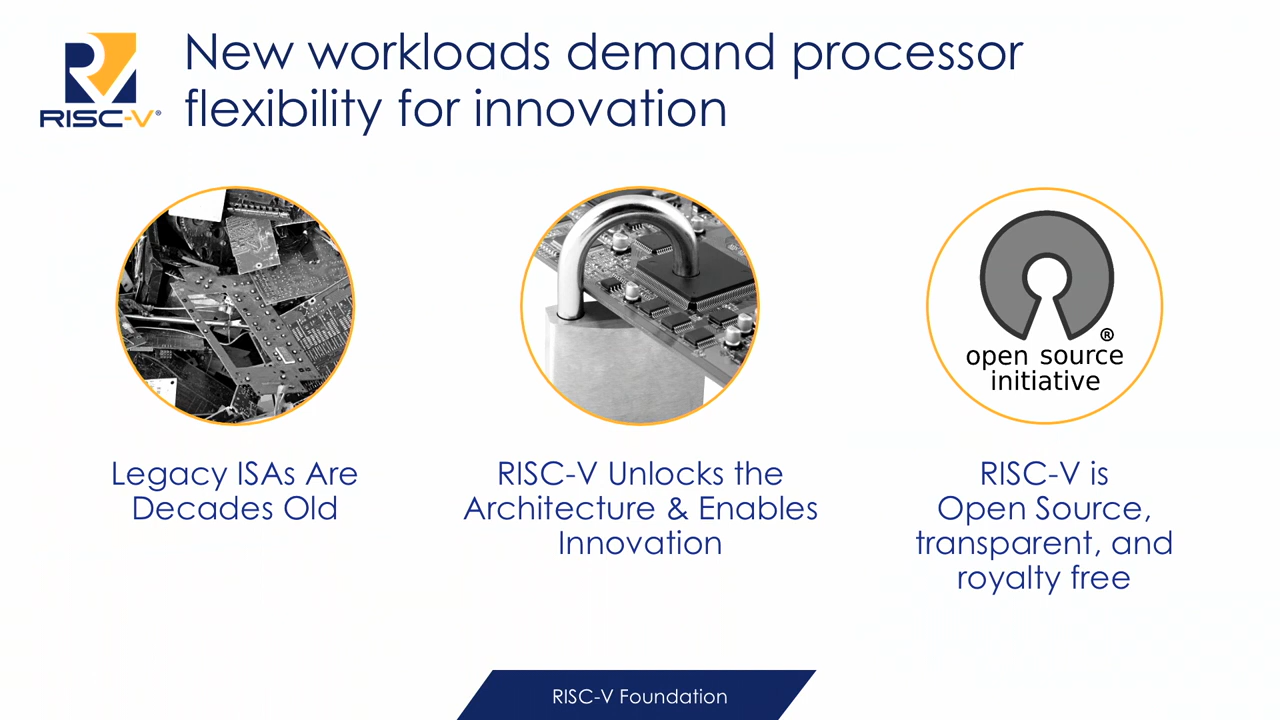 New workloads demand processor
flexibility for innovation
RISC-V®
open source
initiative
®
Legacy ISAs Are
Decades Old
RISC-V Unlocks the
Architecture & Enables
Innovation
RISC-V is
Open Source,
transparent, and
royalty free
RISC-V Foundation